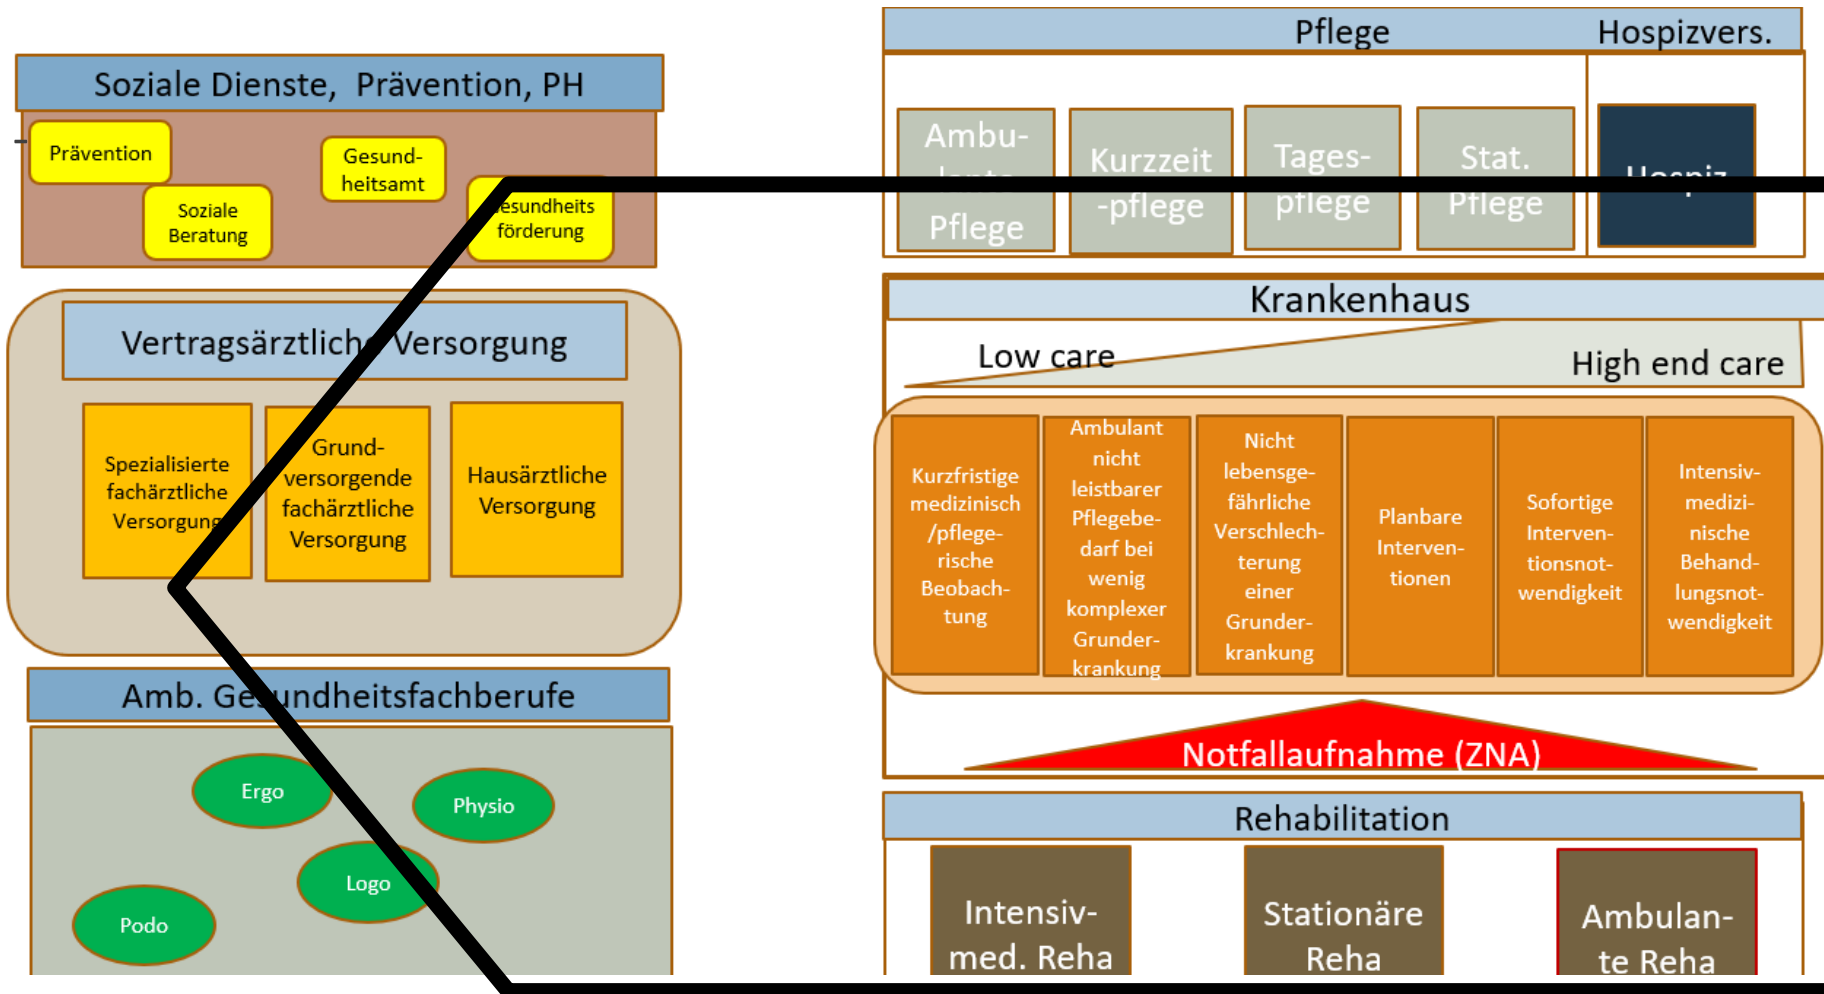 Soziale Dienste, Prävention, PH
Prävention
Gesund-
heitsamt
Soziale
Beratung
förderung
Vertragsärztliche Versorgung
Spezialisierte
fachärztliche
Versorgung
Grund-
versorgende
fachärztliche
Versorgung
Hausärztliche
Versorgung
Amb. Gesundheitsfachberufe
Ergo
Physio
Logo
Podo
Pflege
Hospizvers.
Ambu-
lante
Pflege
Kurzzeit
-pflege
Tages-
pflege
Stat.
Pflege
Hospiz
Krankenhaus
Low care
High end care
Kurzfristige
medizinisch
/pflege-
rische
Beobach-
tung
Ambulant
nicht
leistbarer
Pflegebe-
darf bei
wenig
komplexer
Grunder-
krankung
Nicht
lebensge-
fährliche
Verschlech-
terung
einer
Grunder-
krankung
Planbare
Interven-
tionen
Sofortige
Interven-
tionsnot-
wendigkeit
Intensiv-
medizi-
nische
Behand-
lungsnot-
wendigkeit
Notfallaufnahme (ZNA)
Rehabilitation
Intensiv-
med. Reha
Stationäre
Reha
Ambulan-
te Reha